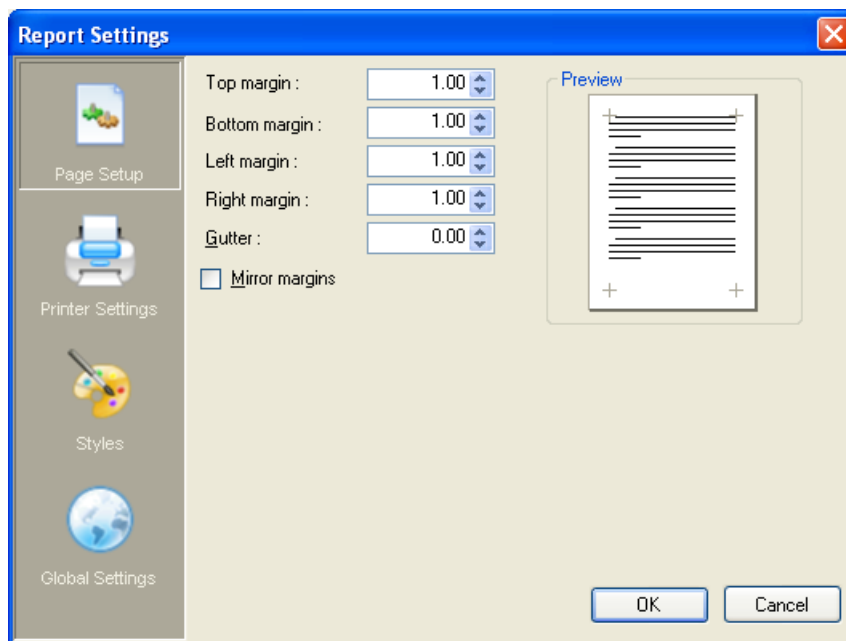 Report Settings
Page Setup
Printer Settings
Styles
Global Settings
Top margin : 1.00
Bottom margin : 1.00
Left margin : 1.00
Right margin : 1.00
Gutter : 0.00
Mirror margins
Preview
OK Cancel